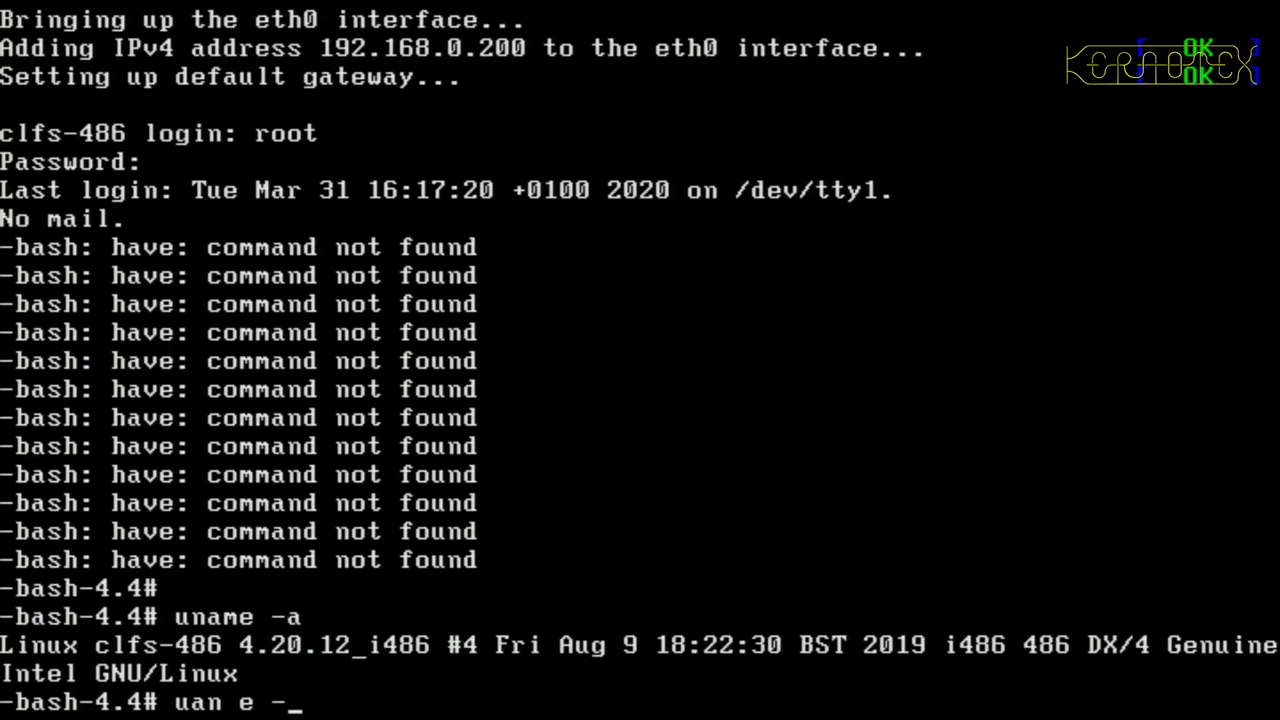 Bringing up the eth0 interface...
Adding IPv4 address 192.168.0.200 to the eth0 interface... [ OK ]
Setting up default gateway... [ OK ]
KERNOTEX
clfs-486 login: root
Password:
Last login: Tue Mar 31 16:17:20 +0100 2020 on /dev/tty1.
No mail.
-bash: have: command not found
-bash: have: command not found
-bash: have: command not found
-bash: have: command not found
-bash: have: command not found
-bash: have: command not found
-bash: have: command not found
-bash: have: command not found
-bash: have: command not found
-bash: have: command not found
-bash: have: command not found
-bash: have: command not found
-bash-4.4#
-bash-4.4# uname -a
Linux clfs-486 4.20.12_i486 #4 Fri Aug 9 18:22:30 BST 2019 i486 486 DX/4 Genuine
Intel GNU/Linux
-bash-4.4# uan e -_